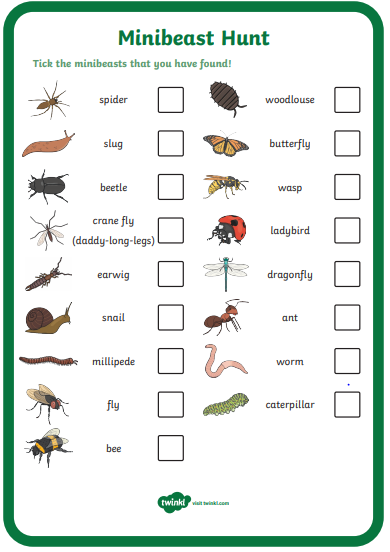 Minibeast Hunt
Tick the minibeasts that you have found!
spider
woodlouse
slug
butterfly
beetle
wasp
crane fly
(daddy-long-legs)
ladybird
earwig
dragonfly
snail
ant
millipede
worm
fly
caterpillar
bee
twinkl visit twinkl.com